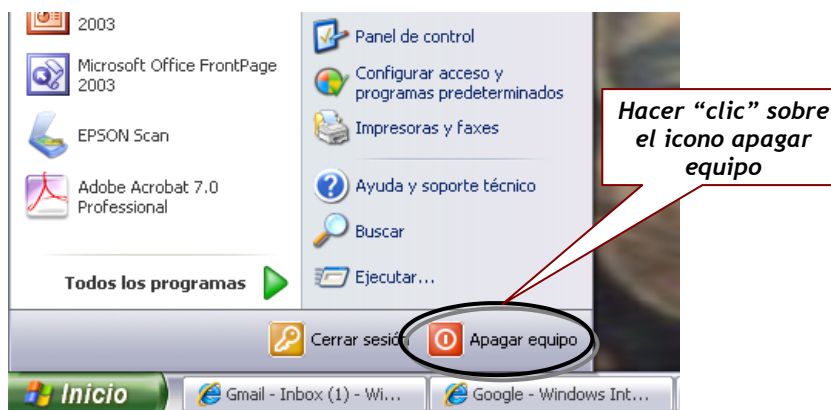 2003
Microsoft Office FrontPage
2003
EPSON Scan
Adobe Acrobat 7.0
Professional
Todos los programas
Panel de control
Configurar acceso y
programas predeterminados
Impresoras y faxes
Ayuda y soporte técnico
Buscar
Ejecutar...
Hacer “clic” sobre
el icono apagar
equipo
Cerrar sesión
Apagar equipo
Inicio
Gmail - Inbox (1) - Wi...
Google - Windows Int...